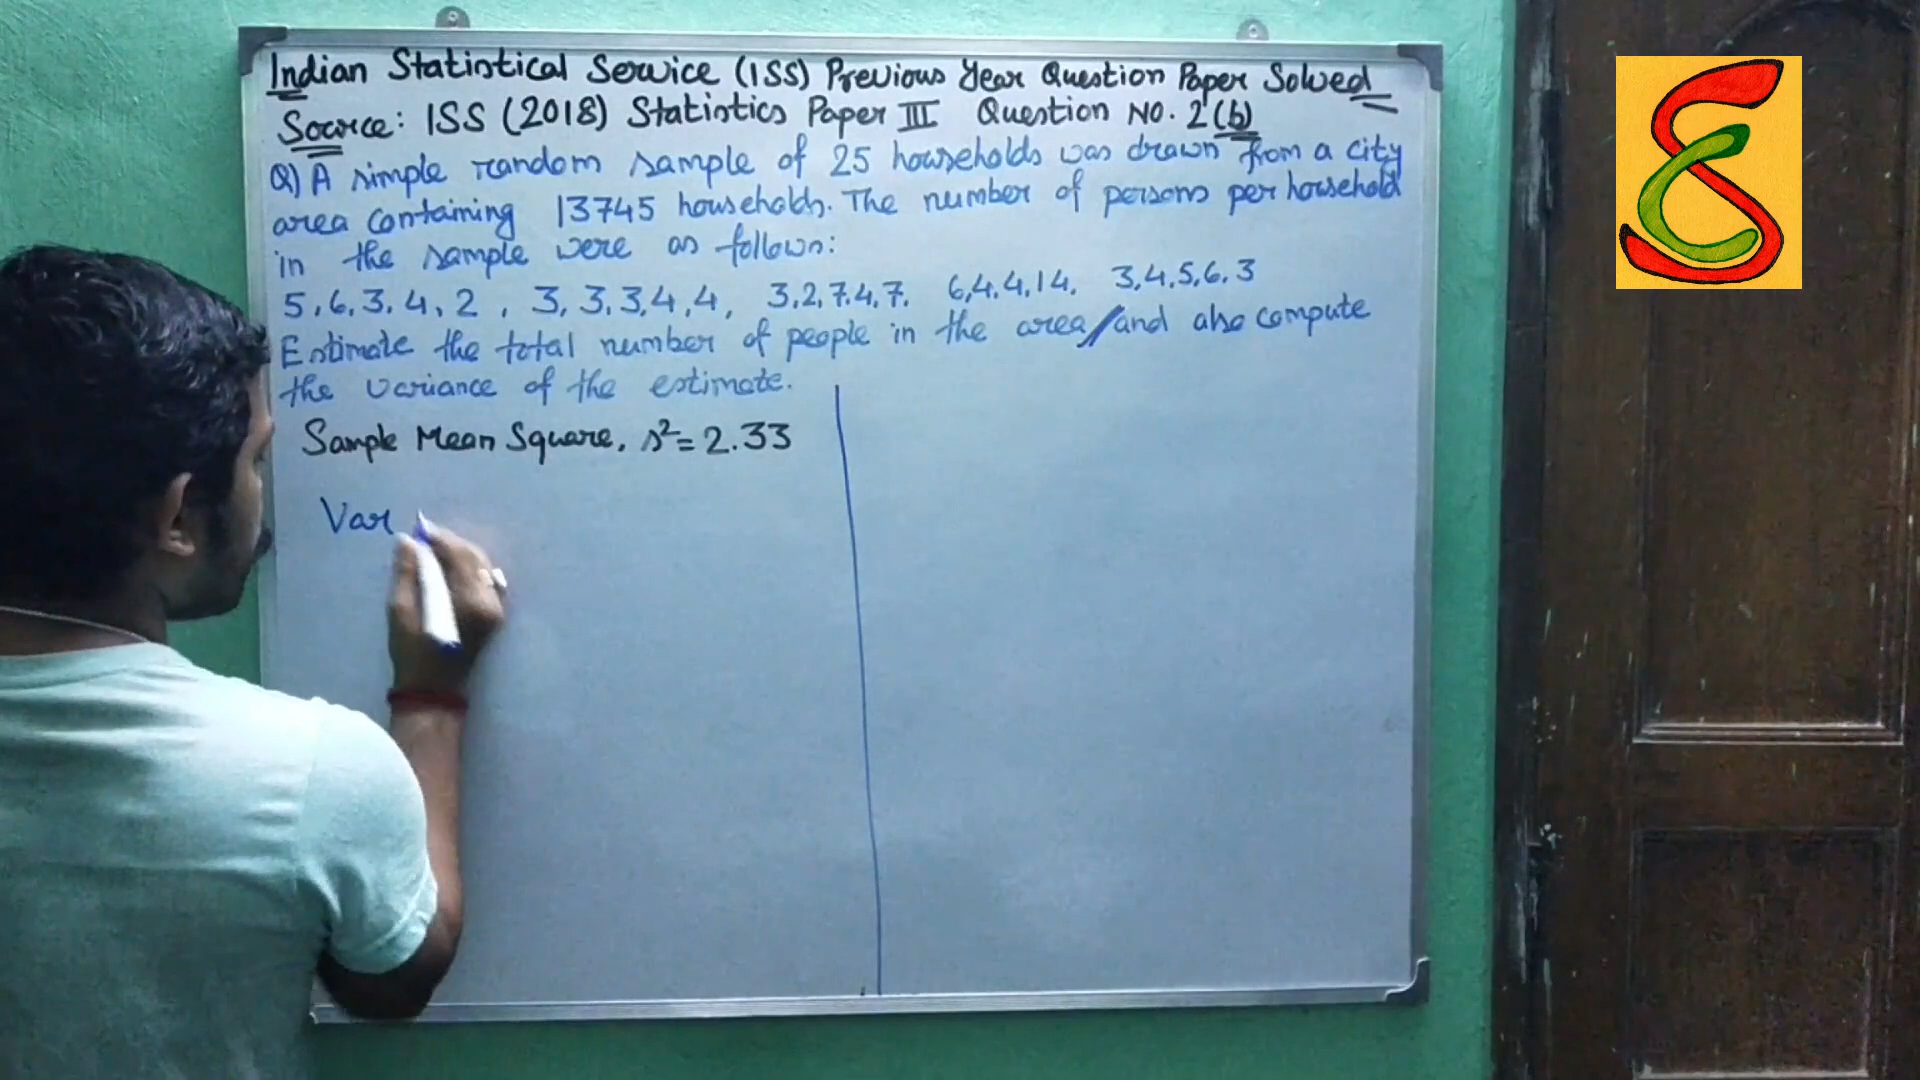 Indian Statistical Service (ISS) Previous Year Question Paper Solved
Source: ISS (2018) Statistics Paper III Question NO. 2(b)
Q) A simple random sample of 25 households was drawn from a city
area containing 13745 households. The number of persons per household
in the sample were as follows:
5, 6, 3, 4, 2, 3, 3, 3, 4, 4, 3, 2, 7, 4, 7, 6, 4, 4, 14, 3, 4, 5, 6, 3
Estimate the total number of people in the area/and also compute
the variance of the estimate.
Sample Mean Square, s²= 2.33
Var